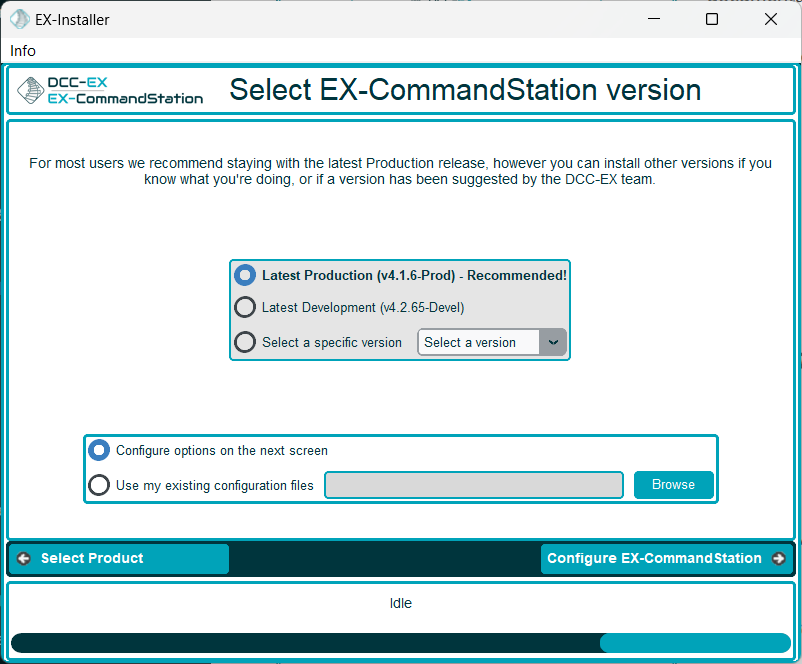 EX-Installer
Info
DCC-EX
EX-CommandStation
Select EX-CommandStation version
For most users we recommend staying with the latest Production release, however you can install other versions if you
know what you're doing, or if a version has been suggested by the DCC-EX team.
Latest Production (v4.1.6-Prod) - Recommended!
Latest Development (v4.2.65-Devel)
Select a specific version
Select a version
Configure options on the next screen
Use my existing configuration files
Browse
Select Product
Configure EX-CommandStation
Idle